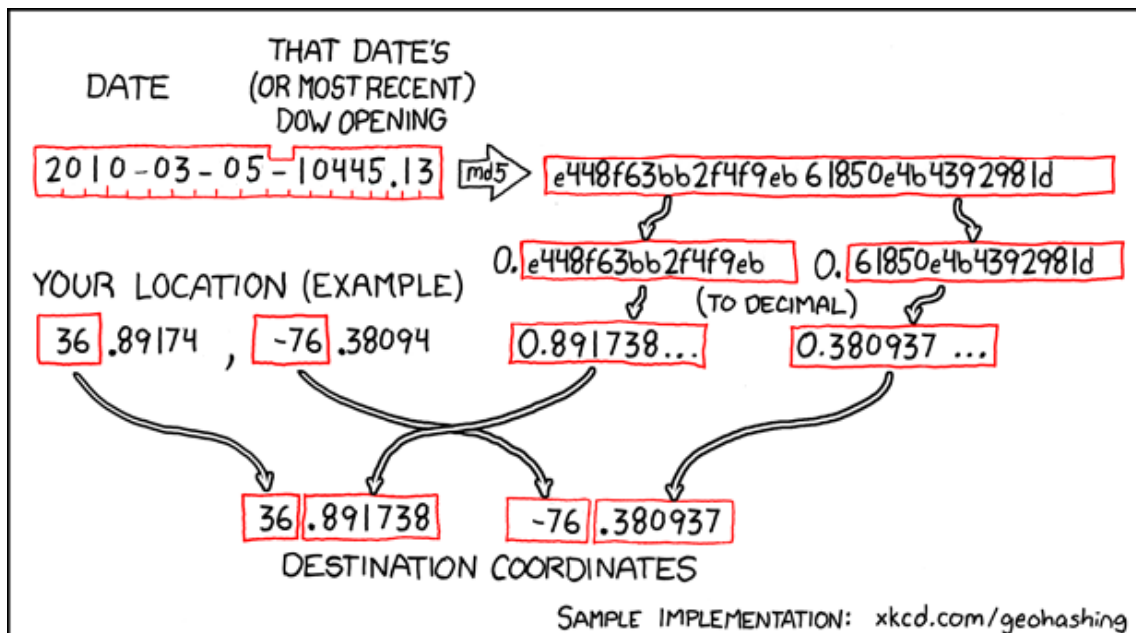 DATE
THAT DATE'S
(OR MOST RECENT)
DOW OPENING
2010-03-05-10445.13
md5
e448f63bb2f4f9eb61850e4b4392981d
0.e448f63bb2f4f9eb
0.61850e4b4392981d
YOUR LOCATION (EXAMPLE)
(TO DECIMAL)
36.89174, -76.38094
0.891738...
0.380937...
36.891738
-76.380937
DESTINATION COORDINATES
SAMPLE IMPLEMENTATION: xkcd.com/geohashing